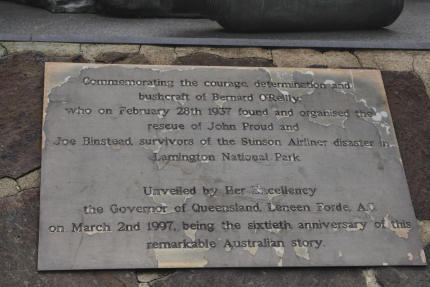 Commemorating the courage, determination and
bushcraft of Bernard O'Reilly,
who on February 28th 1937 found and organised the
rescue of John Proud and
Joe Binstead, survivors of the Stinson Airliner disaster in
Lamington National Park
Unveiled by Her Excellency
the Governor of Queensland, Leneen Forde, A.C.
on March 2nd 1997, being the sixtieth anniversary of this
remarkable Australian story.